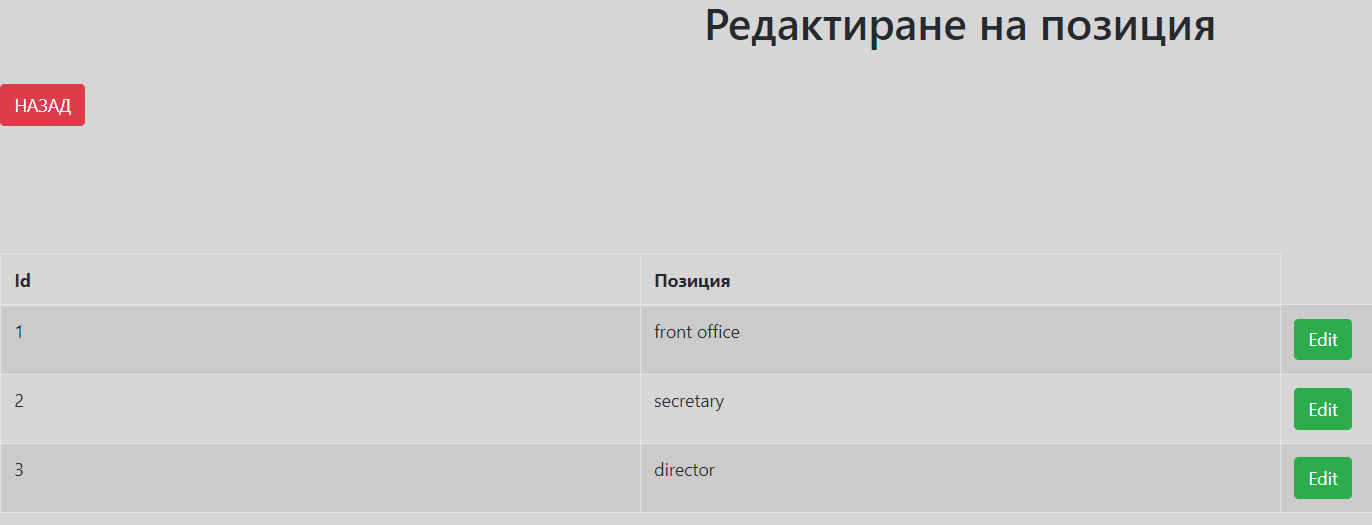 Редактиране на позиция
НАЗАД
Id Позиция
1 front office Edit
2 secretary Edit
3 director Edit